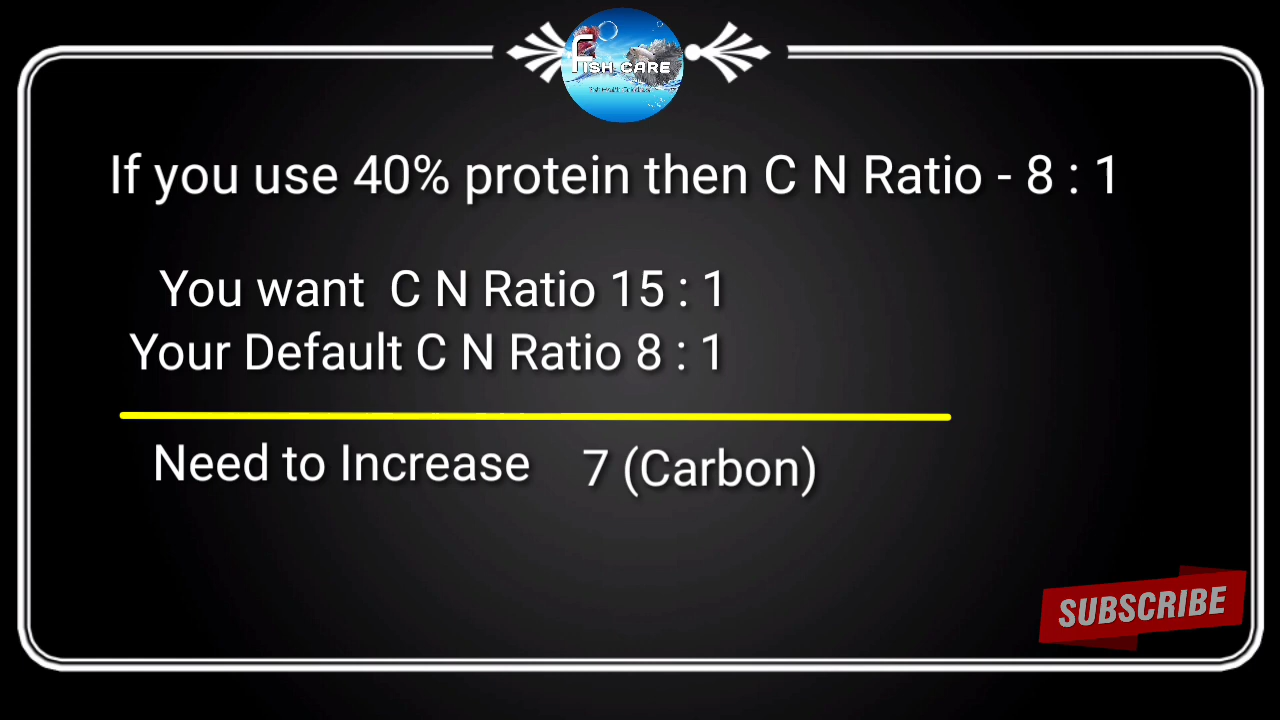 FISH CARE
If you use 40% protein then C N Ratio - 8 : 1
You want C N Ratio 15 : 1
Your Default C N Ratio 8 : 1
Need to Increase 7 (Carbon)
SUBSCRIBE